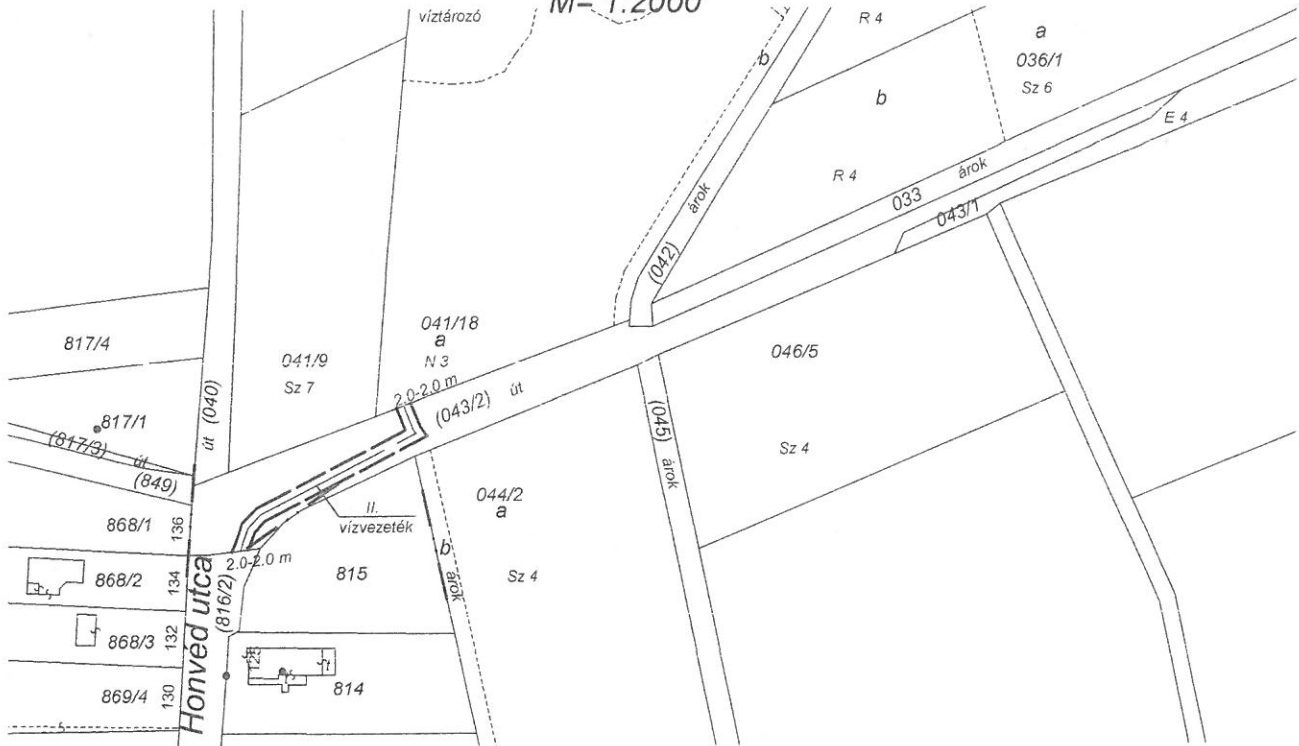 M= 1:2000
víztározó
R 4
a
036/1
Sz 6
b
b
E 4
R 4
árok
033
043/1
árok
(042)
817/4
041/18
a
N 3
041/9
Sz 7
046/5
2.0-2.0 m
(043/2) út
út (040)
817/1
(817/3) út
(849)
(045) árok
Sz 4
868/1
136
II.
vízvezeték
044/2
a
2.0-2.0 m
868/2
134
Honvéd utca
(816/2)
815
b
árok
Sz 4
868/3
132
125
869/4
130
814